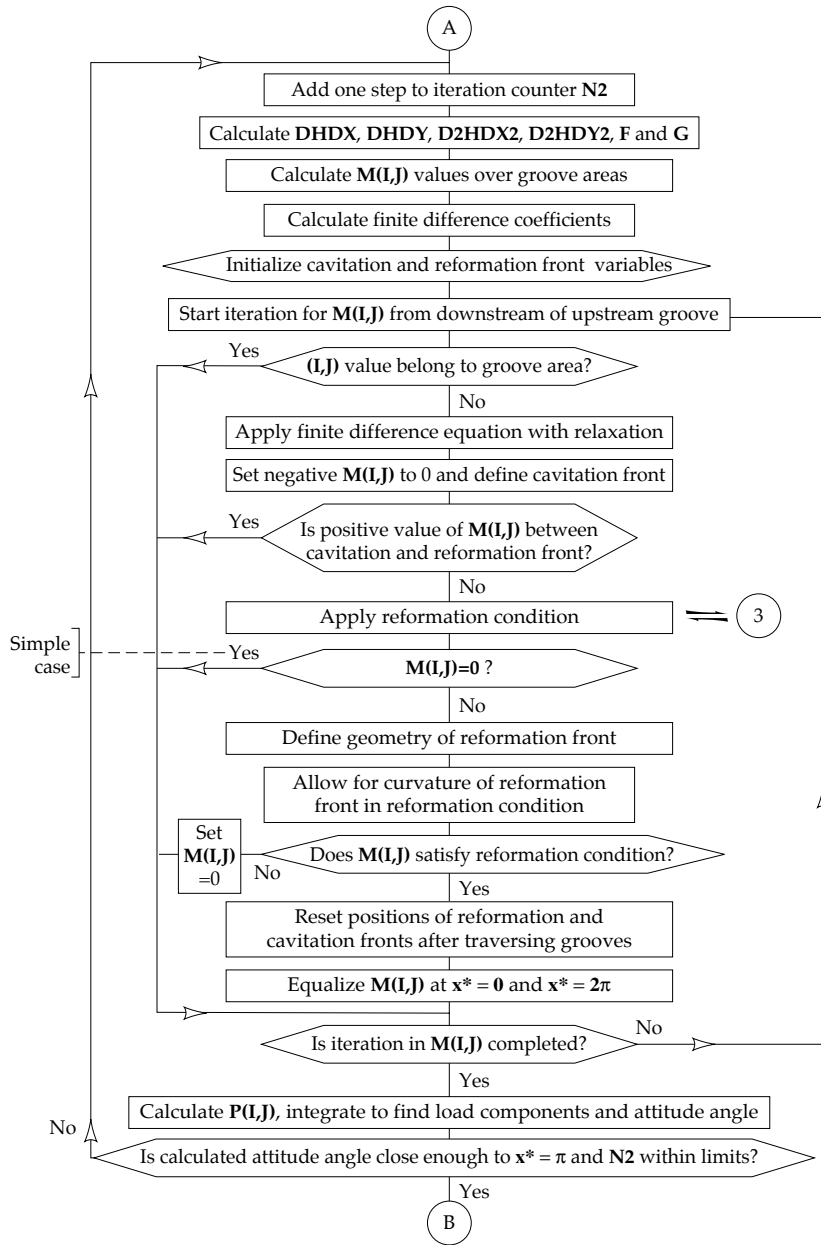 A
Add one step to iteration counter N2
Calculate DHDX, DHDY, D2HDX2, D2HDY2, F and G
Calculate M(I,J) values over groove areas
Calculate finite difference coefficients
Initialize cavitation and reformation front variables
Start iteration for M(I,J) from downstream of upstream groove
Yes
(I,J) value belong to groove area?
No
Apply finite difference equation with relaxation
Set negative M(I,J) to 0 and define cavitation front
Yes
Is positive value of M(I,J) between
cavitation and reformation front?
No
Apply reformation condition
3
Simple
case
Yes
M(I,J)=0 ?
No
Define geometry of reformation front
Allow for curvature of reformation
front in reformation condition
Set
M(I,J)
=0
No
Does M(I,J) satisfy reformation condition?
Yes
Reset positions of reformation and
cavitation fronts after traversing grooves
Equalize M(I,J) at x* = 0 and x* = 2π
Is iteration in M(I,J) completed?
No
Yes
Calculate P(I,J), integrate to find load components and attitude angle
No
Is calculated attitude angle close enough to x* = π and N2 within limits?
Yes
B